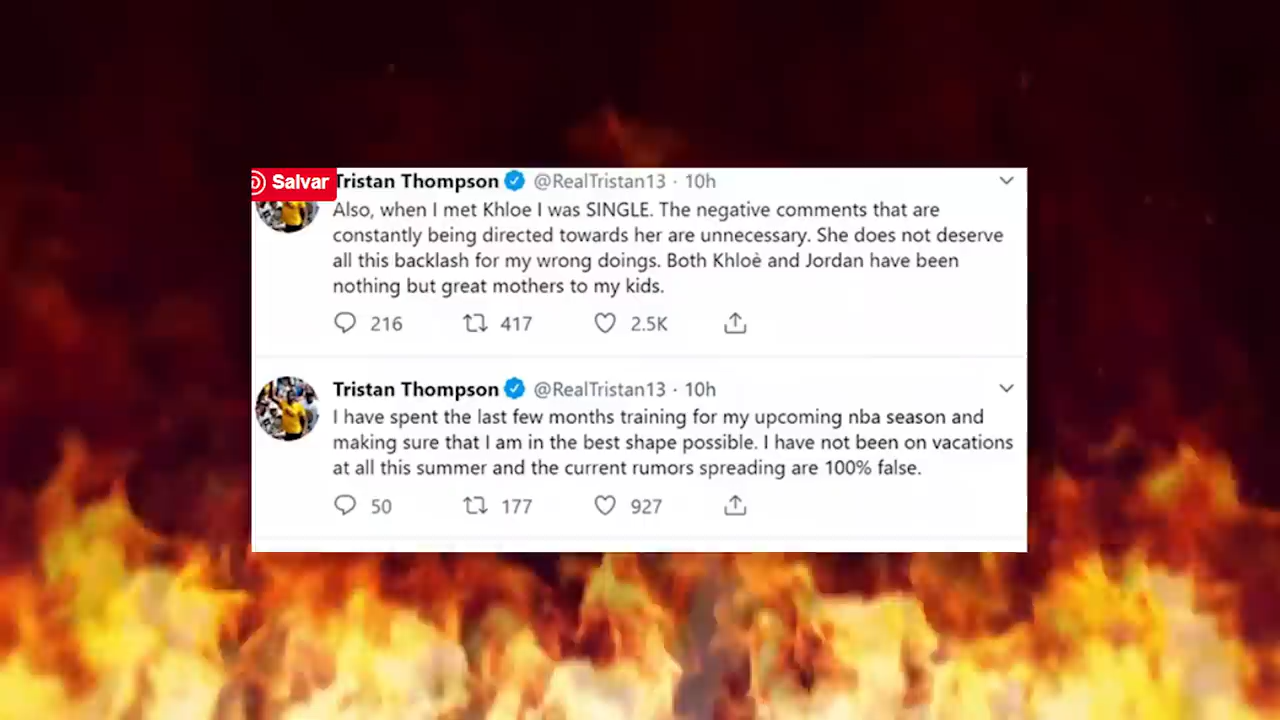 Salvar
Tristan Thompson @RealTristan13 · 10h
Also, when I met Khloe I was SINGLE. The negative comments that are
constantly being directed towards her are unnecessary. She does not deserve
all this backlash for my wrong doings. Both Khloè and Jordan have been
nothing but great mothers to my kids.
216 417 2.5K
Tristan Thompson @RealTristan13 · 10h
I have spent the last few months training for my upcoming nba season and
making sure that I am in the best shape possible. I have not been on vacations
at all this summer and the current rumors spreading are 100% false.
50 177 927